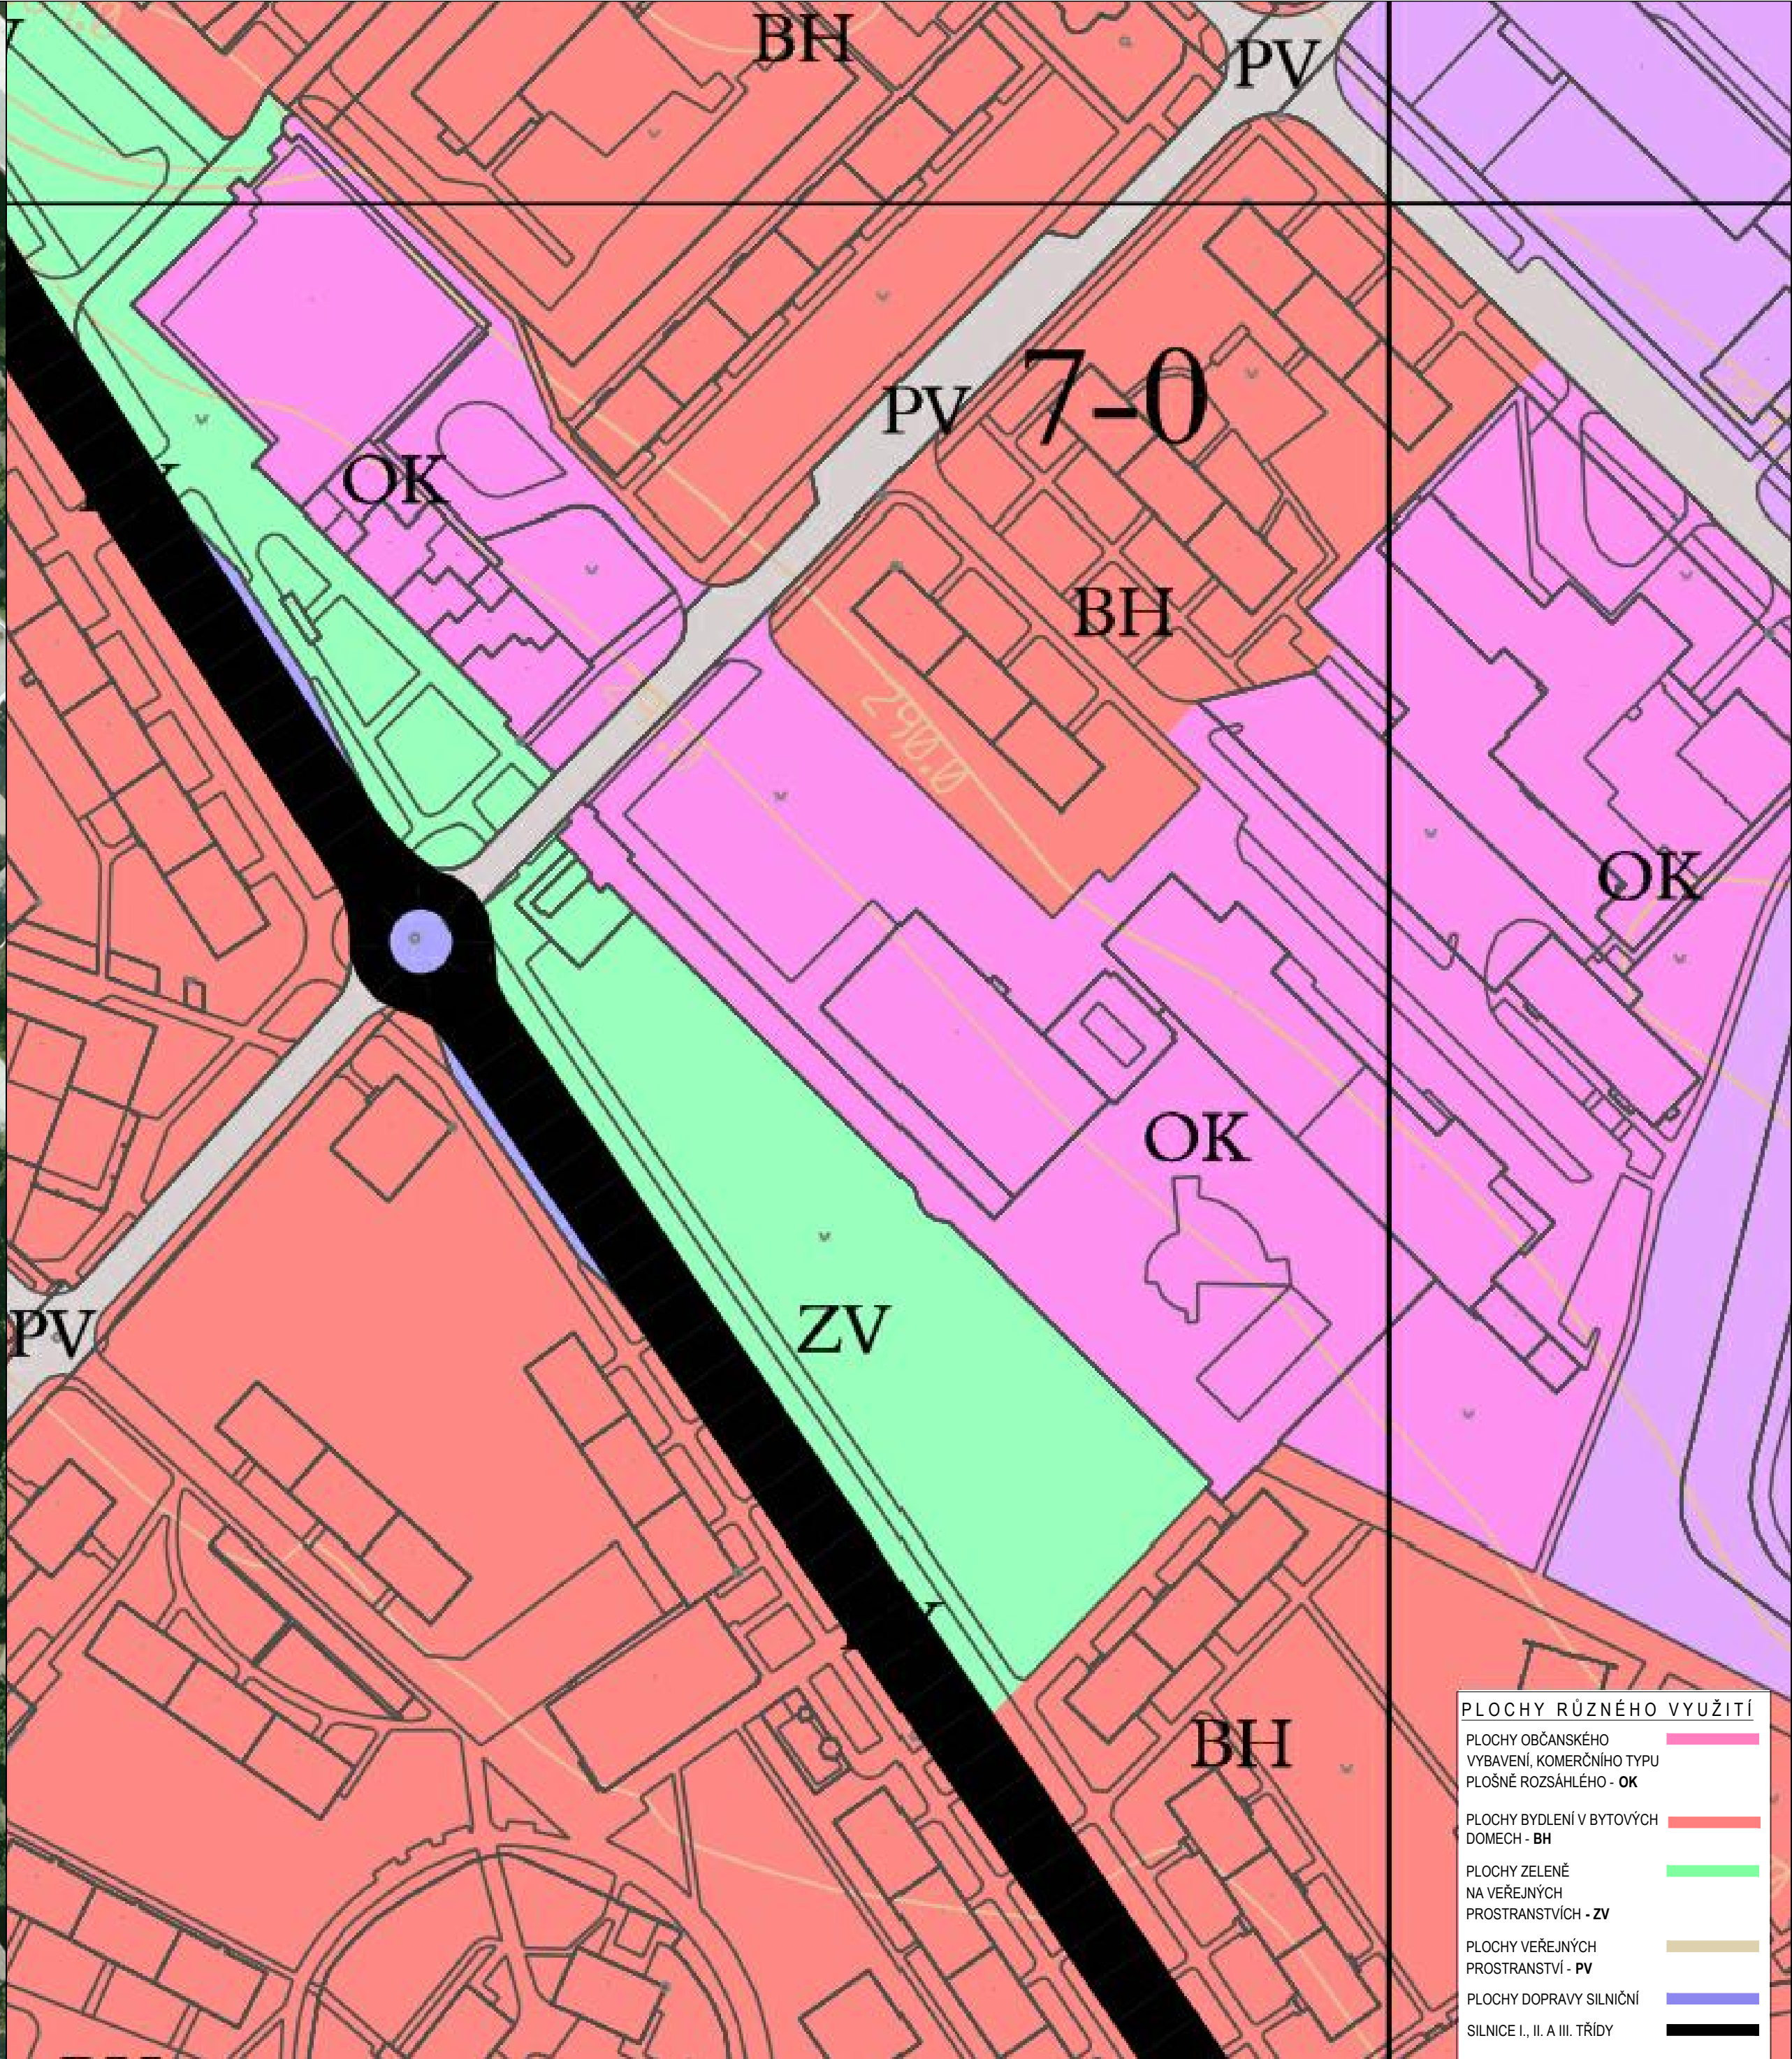 BH
PV
OK
PV
7-0
BH
290.0
OK
OK
ZV
PV
BH
PLOCHY RŮZNÉHO VYUŽITÍ
PLOCHY OBČANSKÉHO
VYBAVENÍ, KOMERČNÍHO TYPU
PLOŠNĚ ROZSÁHLÉHO - OK
PLOCHY BYDLENÍ V BYTOVÝCH
DOMECH - BH
PLOCHY ZELENĚ
NA VEŘEJNÝCH
PROSTRANSTVÍCH - ZV
PLOCHY VEŘEJNÝCH
PROSTRANSTVÍ - PV
PLOCHY DOPRAVY SILNIČNÍ
SILNICE I., II. A III. TŘÍDY